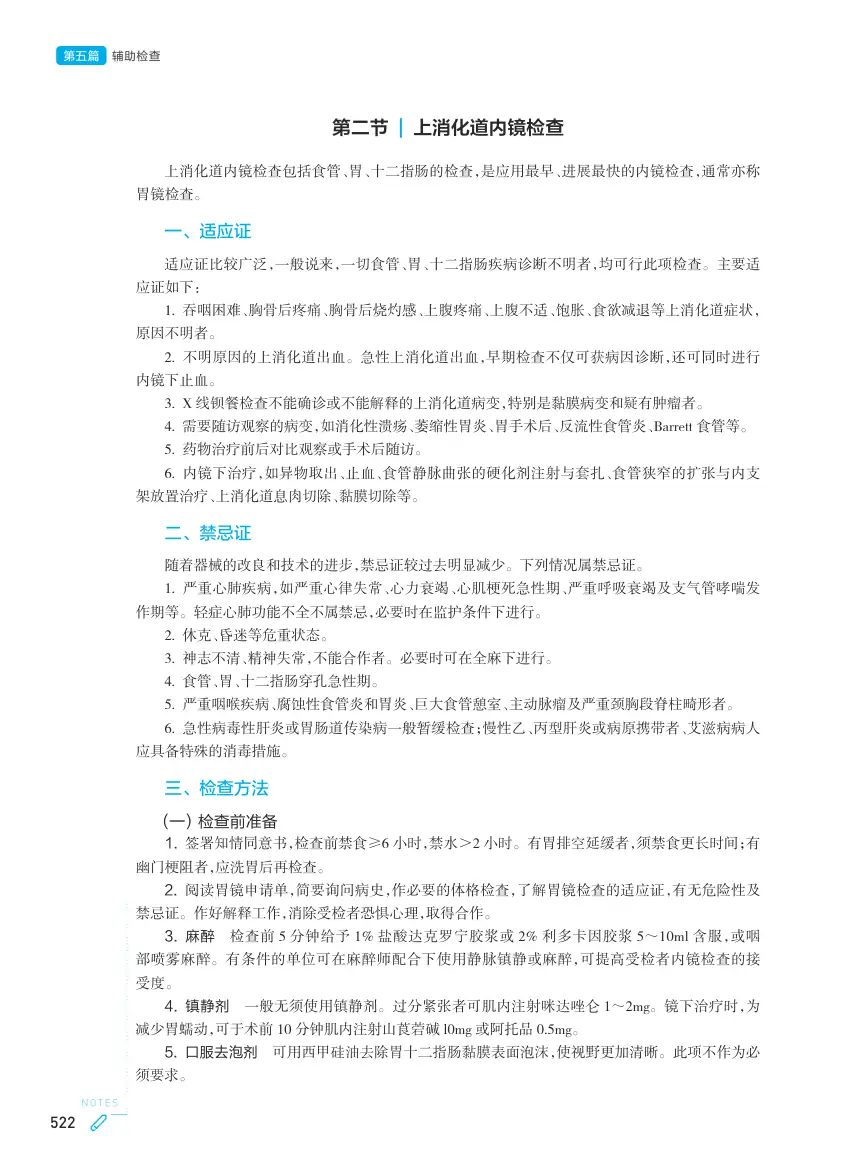 第五篇 辅助检查
第二节 | 上消化道内镜检查
上消化道内镜检查包括食管、胃、十二指肠的检查,是应用最早、进展最快的内镜检查,通常亦称
胃镜检查。
一、适应证
适应证比较广泛,一般说来,一切食管、胃、十二指肠疾病诊断不明者,均可行此项检查。主要适
应证如下:
1. 吞咽困难、胸骨后疼痛、胸骨后烧灼感、上腹疼痛、上腹不适、饱胀、食欲减退等上消化道症状,
原因不明者。
2. 不明原因的上消化道出血。急性上消化道出血,早期检查不仅可获病因诊断,还可同时进行
内镜下止血。
3. X 线钡餐检查不能确诊或不能解释的上消化道病变,特别是黏膜病变和疑有肿瘤者。
4. 需要随访观察的病变,如消化性溃疡、萎缩性胃炎、胃手术后、反流性食管炎、Barrett 食管等。
5. 药物治疗前后对比观察或手术后随访。
6. 内镜下治疗,如异物取出、止血、食管静脉曲张的硬化剂注射与套扎、食管狭窄的扩张与内支
架放置治疗、上消化道息肉切除、黏膜切除等。
二、禁忌证
随着器械的改良和技术的进步,禁忌证较过去明显减少。下列情况属禁忌证。
1. 严重心肺疾病,如严重心律失常、心力衰竭、心肌梗死急性期、严重呼吸衰竭及支气管哮喘发
作期等。轻症心肺功能不全不属禁忌,必要时在监护条件下进行。
2. 休克、昏迷等危重状态。
3. 神志不清、精神失常,不能合作者。必要时可在全麻下进行。
4. 食管、胃、十二指肠穿孔急性期。
5. 严重咽喉疾病、腐蚀性食管炎和胃炎、巨大食管憩室、主动脉瘤及严重颈胸段脊柱畸形者。
6. 急性病毒性肝炎或胃肠道传染病一般暂缓检查;慢性乙、丙型肝炎或病原携带者、艾滋病病人
应具备特殊的消毒措施。
三、检查方法
(一) 检查前准备
1. 签署知情同意书,检查前禁食≥6 小时,禁水>2 小时。有胃排空延缓者,须禁食更长时间;有
幽门梗阻者,应洗胃后再检查。
2. 阅读胃镜申请单,简要询问病史,作必要的体格检查,了解胃镜检查的适应证,有无危险性及
禁忌证。作好解释工作,消除受检者恐惧心理,取得合作。
3. 麻醉 检查前 5 分钟给予 1% 盐酸达克罗宁胶浆或 2% 利多卡因胶浆 5~10ml 含服,或咽
部喷雾麻醉。有条件的单位可在麻醉师配合下使用静脉镇静或麻醉,可提高受检者内镜检查的接
受度。
4. 镇静剂 一般无须使用镇静剂。过分紧张者可肌内注射咪达唑仑 1~2mg。镜下治疗时,为
减少胃蠕动,可于术前 10 分钟肌内注射山莨菪碱 l0mg 或阿托品 0.5mg。
5. 口服去泡剂 可用西甲硅油去除胃十二指肠黏膜表面泡沫,使视野更加清晰。此项不作为必
须要求。
NOTES
522